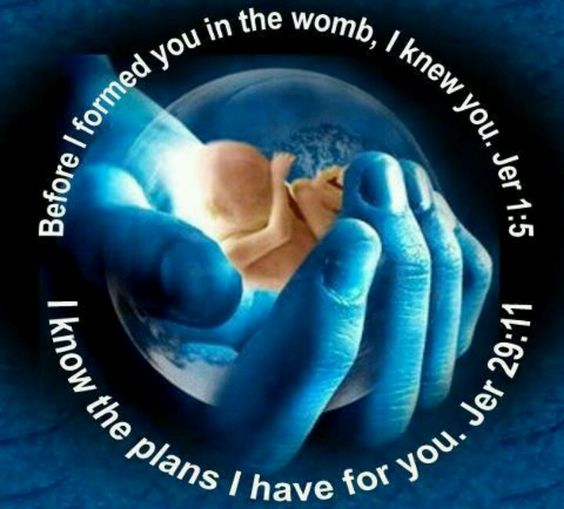 Before I formed you in the womb, I knew you. Jer 1:5
I know the plans I have for you. Jer 29:11